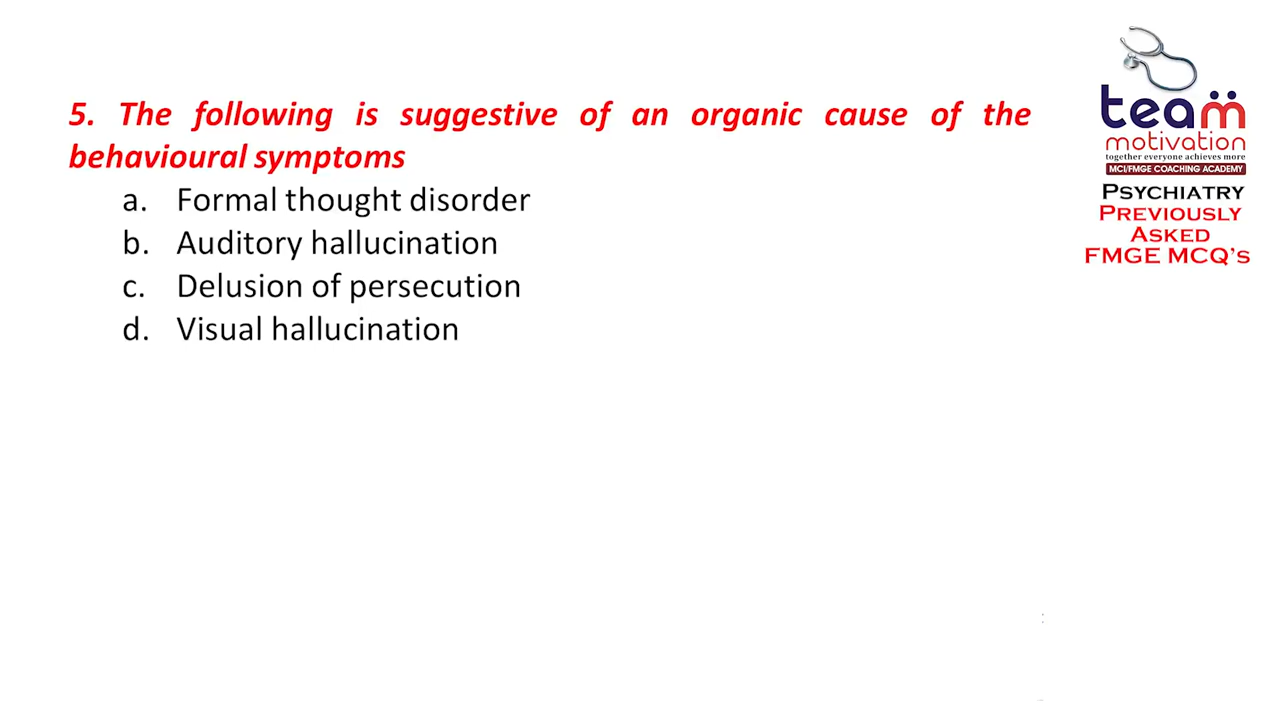 5. The following is suggestive of an organic cause of the
behavioural symptoms
a. Formal thought disorder
b. Auditory hallucination
c. Delusion of persecution
d. Visual hallucination
team
motivation
together everyone achieves more
MCI/FMGE COACHING ACADEMY
PSYCHIATRY
PREVIOUSLY
ASKED
FMGE MCQ'S